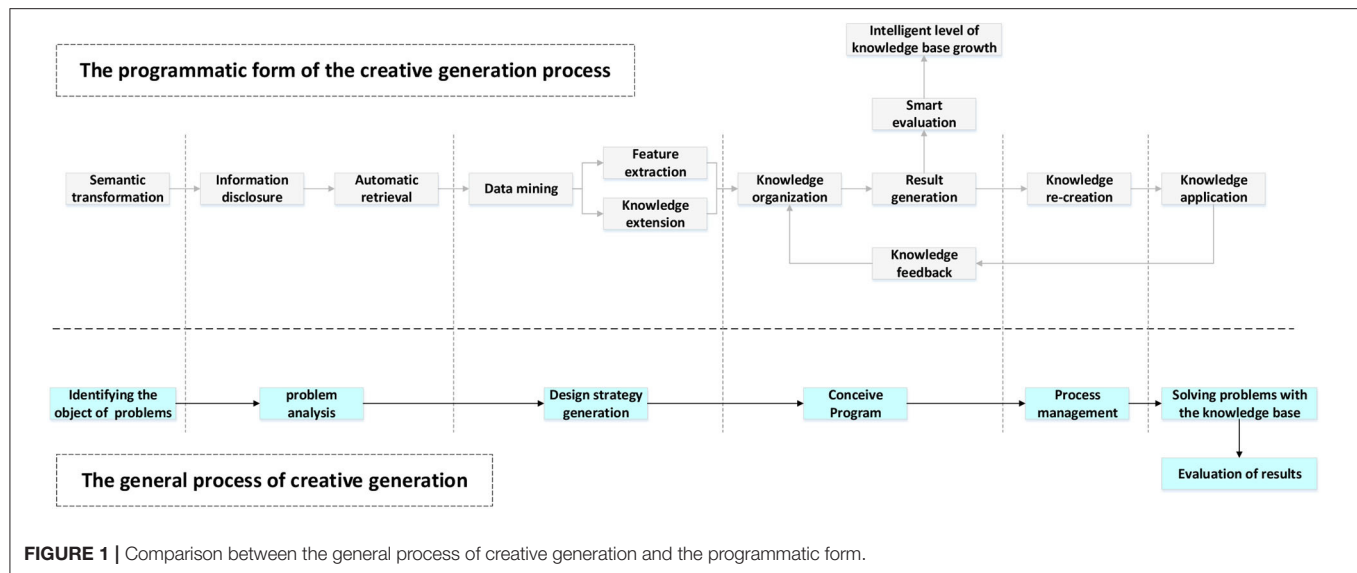 Intelligent level of
knowledge base growth
The programmatic form of the creative generation process
Smart
evaluation
Semantic
transformation
Information
disclosure
Automatic
retrieval
Data mining
Feature
extraction
Knowledge
extension
Knowledge
organization
Result
generation
Knowledge
re-creation
Knowledge
application
Knowledge
feedback
Identifying the
object of problems
problem
analysis
Design strategy
generation
Conceive
Program
Process
management
Solving problems with
the knowledge base
Evaluation of results
The general process of creative generation
FIGURE 1 | Comparison between the general process of creative generation and the programmatic form.